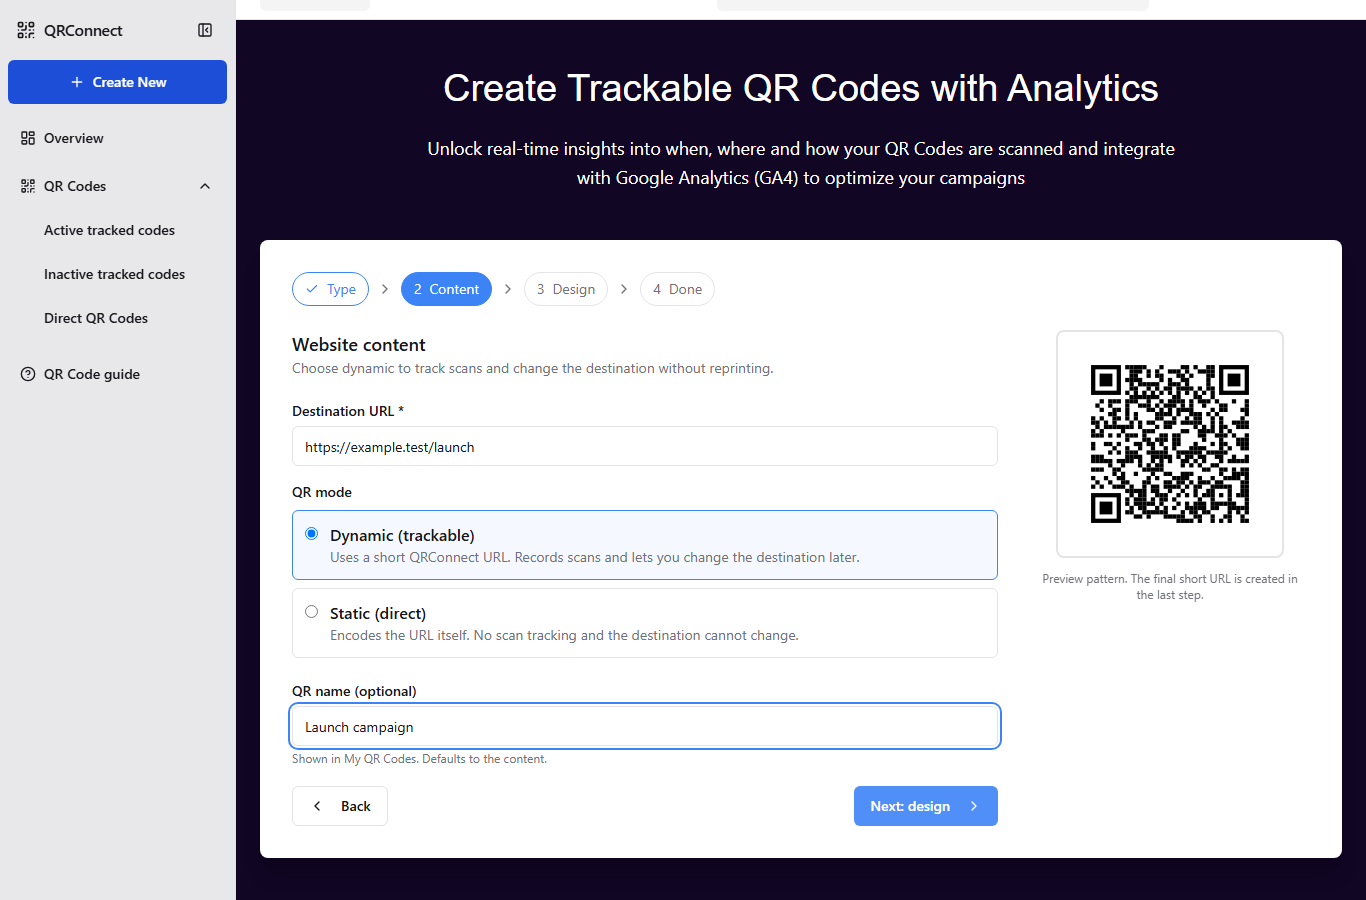 QRConnect
Create New
Overview
QR Codes
Active tracked codes
Inactive tracked codes
Direct QR Codes
QR Code guide
Create Trackable QR Codes with Analytics
Unlock real-time insights into when, where and how your QR Codes are scanned and integrate
with Google Analytics (GA4) to optimize your campaigns
Type
2 Content
3 Design
4 Done
Website content
Choose dynamic to track scans and change the destination without reprinting.
Destination URL *
https://example.test/launch
QR mode
Dynamic (trackable)
Uses a short QRConnect URL. Records scans and lets you change the destination later.
Static (direct)
Encodes the URL itself. No scan tracking and the destination cannot change.
QR name (optional)
Launch campaign
Shown in My QR Codes. Defaults to the content.
Back
Next: design
Preview pattern. The final short URL is created in
the last step.